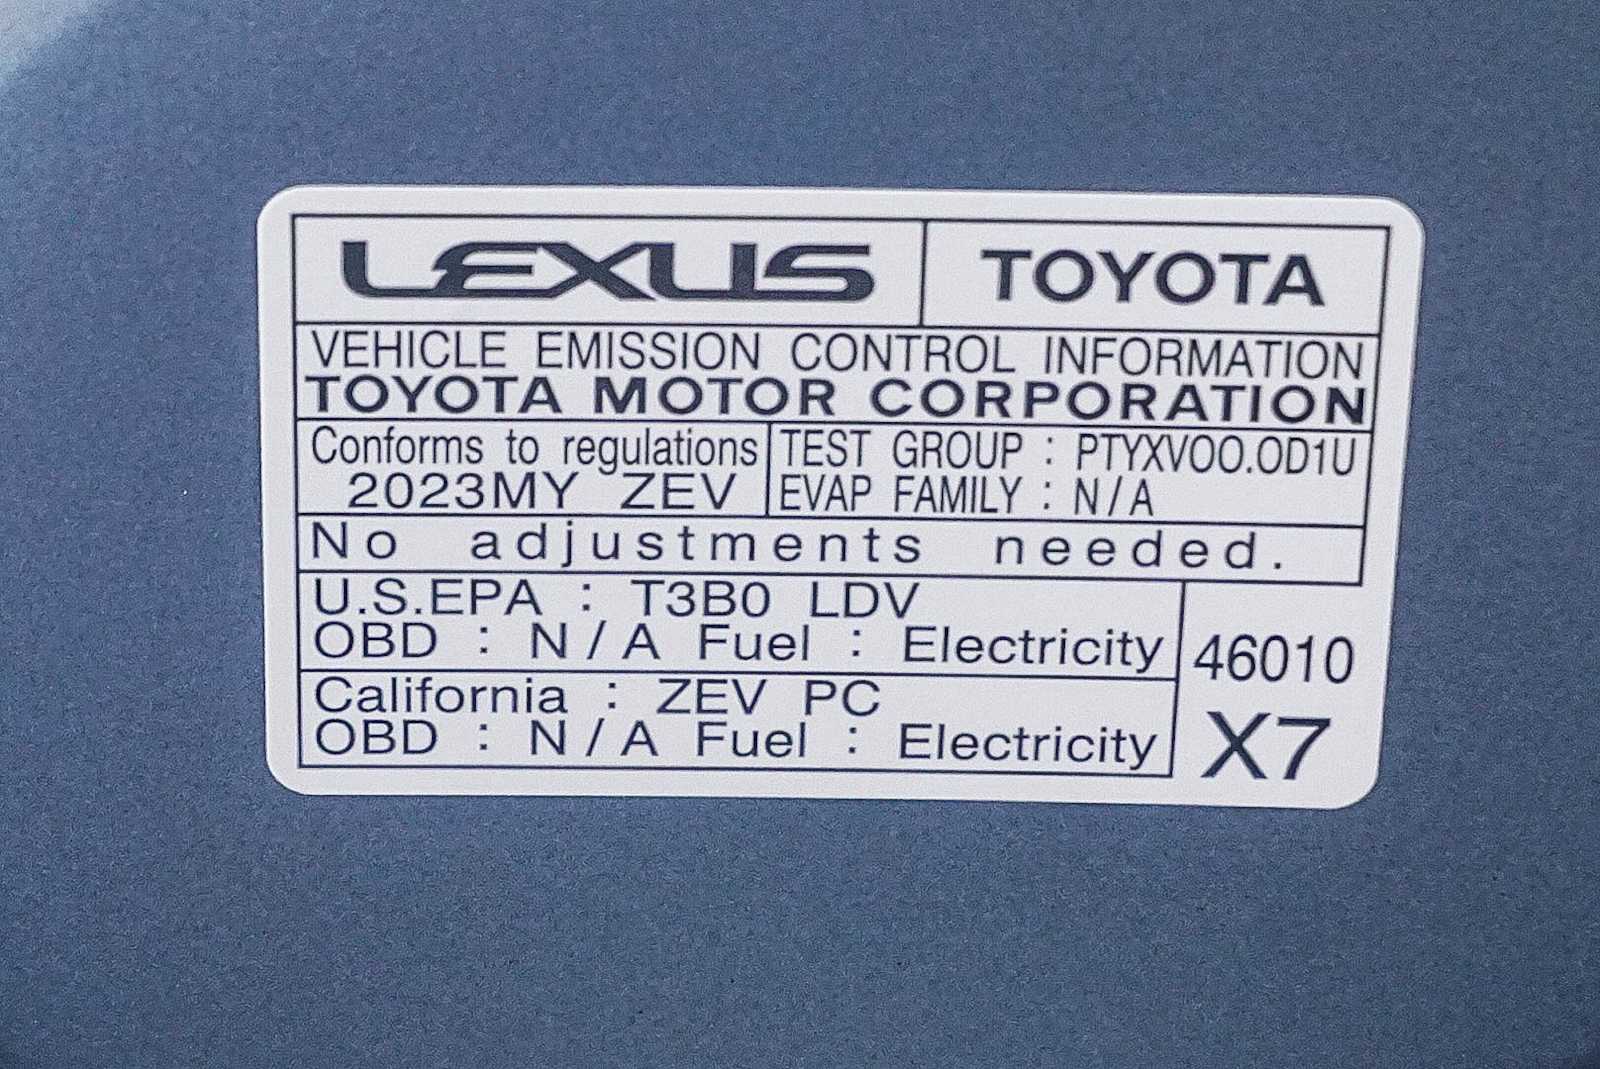 LEXUS TOYOTA
VEHICLE EMISSION CONTROL INFORMATION
TOYOTA MOTOR CORPORATION
Conforms to regulations
2023MY ZEV
TEST GROUP : PTYXV00.0D1U
EVAP FAMILY : N/A
No adjustments needed.
U.S.EPA : T3B0 LDV
OBD : N/A Fuel : Electricity
California : ZEV PC
OBD : N/A Fuel : Electricity
46010
X7